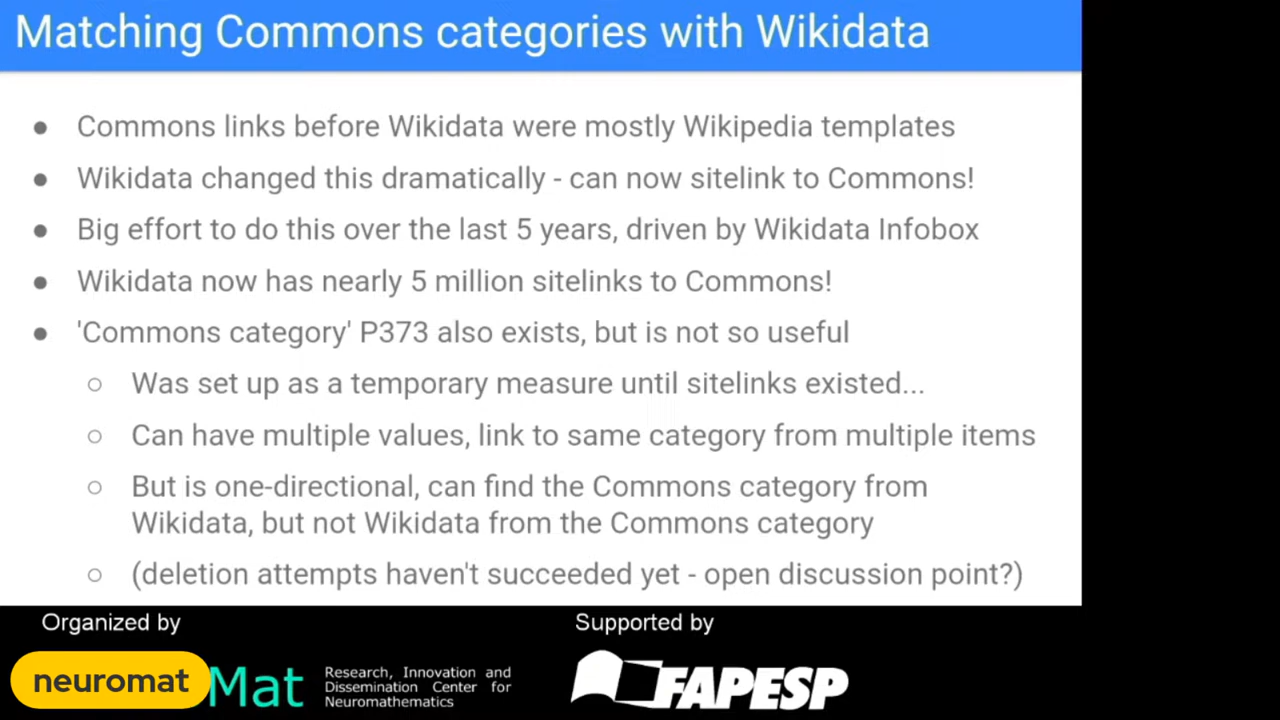 Matching Commons categories with Wikidata
● Commons links before Wikidata were mostly Wikipedia templates
● Wikidata changed this dramatically - can now sitelink to Commons!
● Big effort to do this over the last 5 years, driven by Wikidata Infobox
● Wikidata now has nearly 5 million sitelinks to Commons!
● 'Commons category' P373 also exists, but is not so useful
○ Was set up as a temporary measure until sitelinks existed...
○ Can have multiple values, link to same category from multiple items
○ But is one-directional, can find the Commons category from
Wikidata, but not Wikidata from the Commons category
○ (deletion attempts haven't succeeded yet - open discussion point?)
Organized by
neuromat
Mat
Research, Innovation and
Dissemination Center for
Neuromathematics
Supported by
FAPESP